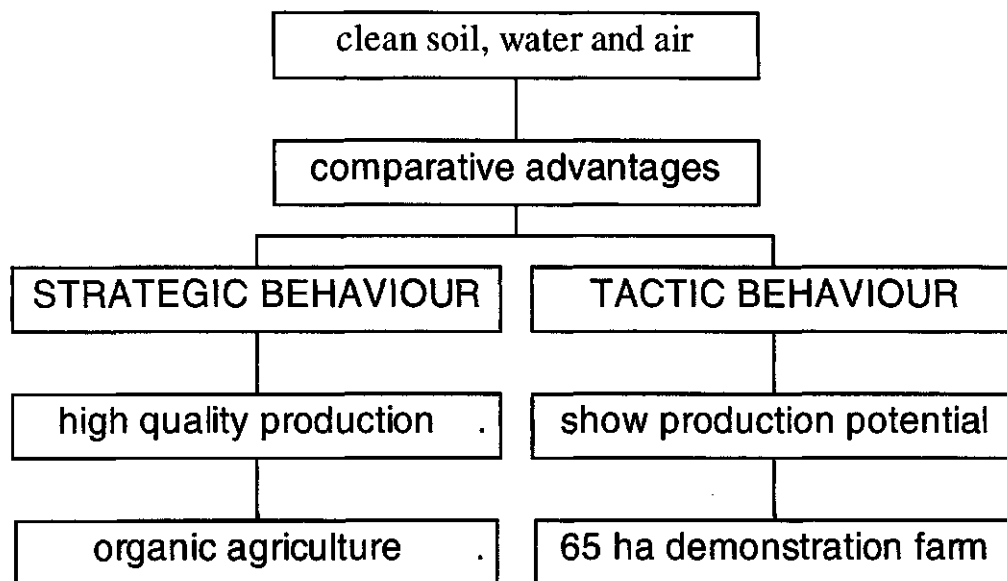 clean soil, water and air
comparative advantages
STRATEGIC BEHAVIOUR
TACTIC BEHAVIOUR
high quality production .
show production potential
organic agriculture .
65 ha demonstration farm